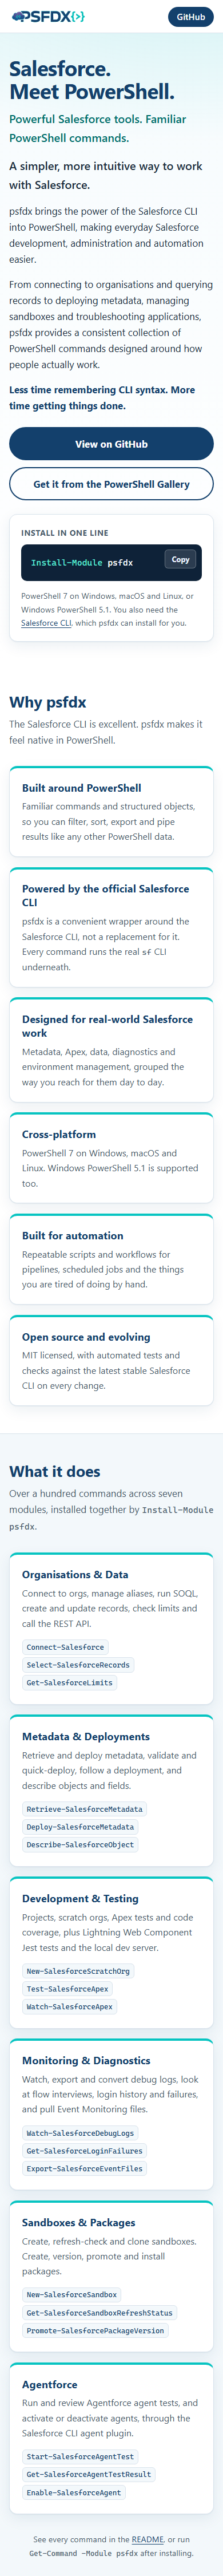 PSFDX{>}
GitHub
Salesforce.
Meet PowerShell.
Powerful Salesforce tools. Familiar
PowerShell commands.
A simpler, more intuitive way to work
with Salesforce.
psfdx brings the power of the Salesforce CLI
into PowerShell, making everyday Salesforce
development, administration and automation
easier.
From connecting to organisations and querying
records to deploying metadata, managing
sandboxes and troubleshooting applications,
psfdx provides a consistent collection of
PowerShell commands designed around how
people actually work.
Less time remembering CLI syntax. More
time getting things done.
View on GitHub
Get it from the PowerShell Gallery
INSTALL IN ONE LINE
Install-Module psfdx
Copy
PowerShell 7 on Windows, macOS and Linux, or
Windows PowerShell 5.1. You also need the
Salesforce CLI, which psfdx can install for you.
Why psfdx
The Salesforce CLI is excellent. psfdx makes it
feel native in PowerShell.
Built around PowerShell
Familiar commands and structured objects,
so you can filter, sort, export and pipe
results like any other PowerShell data.
Powered by the official Salesforce
CLI
psfdx is a convenient wrapper around the
Salesforce CLI, not a replacement for it.
Every command runs the real sf CLI
underneath.
Designed for real-world Salesforce
work
Metadata, Apex, data, diagnostics and
environment management, grouped the
way you reach for them day to day.
Cross-platform
PowerShell 7 on Windows, macOS and
Linux. Windows PowerShell 5.1 is supported
too.
Built for automation
Repeatable scripts and workflows for
pipelines, scheduled jobs and the things
you are tired of doing by hand.
Open source and evolving
MIT licensed, with automated tests and
checks against the latest stable Salesforce
CLI on every change.
What it does
Over a hundred commands across seven
modules, installed together by Install-Module
psfdx.
Organisations & Data
Connect to orgs, manage aliases, run SOQL,
create and update records, check limits and
call the REST API.
Connect-Salesforce
Select-SalesforceRecords
Get-SalesforceLimits
Metadata & Deployments
Retrieve and deploy metadata, validate and
quick-deploy, follow a deployment, and
describe objects and fields.
Retrieve-SalesforceMetadata
Deploy-SalesforceMetadata
Describe-SalesforceObject
Development & Testing
Projects, scratch orgs, Apex tests and code
coverage, plus Lightning Web Component
Jest tests and the local dev server.
New-SalesforceScratchOrg
Test-SalesforceApex
Watch-SalesforceApex
Monitoring & Diagnostics
Watch, export and convert debug logs, look
at flow interviews, login history and failures,
and pull Event Monitoring files.
Watch-SalesforceDebugLogs
Get-SalesforceLoginFailures
Export-SalesforceEventFiles
Sandboxes & Packages
Create, refresh-check and clone sandboxes.
Create, version, promote and install
packages.
New-SalesforceSandbox
Get-SalesforceSandboxRefreshStatus
Promote-SalesforcePackageVersion
Agentforce
Run and review Agentforce agent tests, and
activate or deactivate agents, through the
Salesforce CLI agent plugin.
Start-SalesforceAgentTest
Get-SalesforceAgentTestResult
Enable-SalesforceAgent
See every command in the README, or run
Get-Command -Module psfdx after installing.